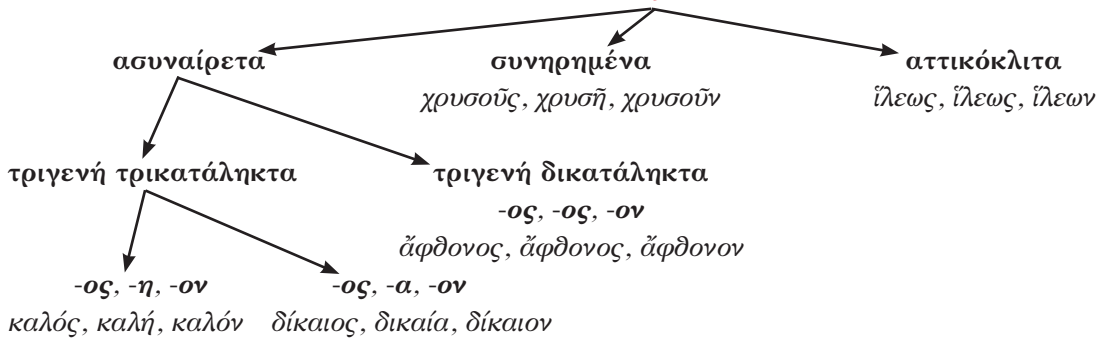 ασυναίρετα συνηρημένα αττικόκλιτα
χρυσοῦς, χρυσῆ, χρυσοῦν ἵλεως, ἵλεως, ἵλεων
τριγενή τρικατάληκτα τριγενή δικατάληκτα
-ος, -ος, -ον
ἄφθονος, ἄφθονος, ἄφθονον
-ος, -η, -ον -ος, -α, -ον
καλός, καλή, καλόν δίκαιος, δικαία, δίκαιον